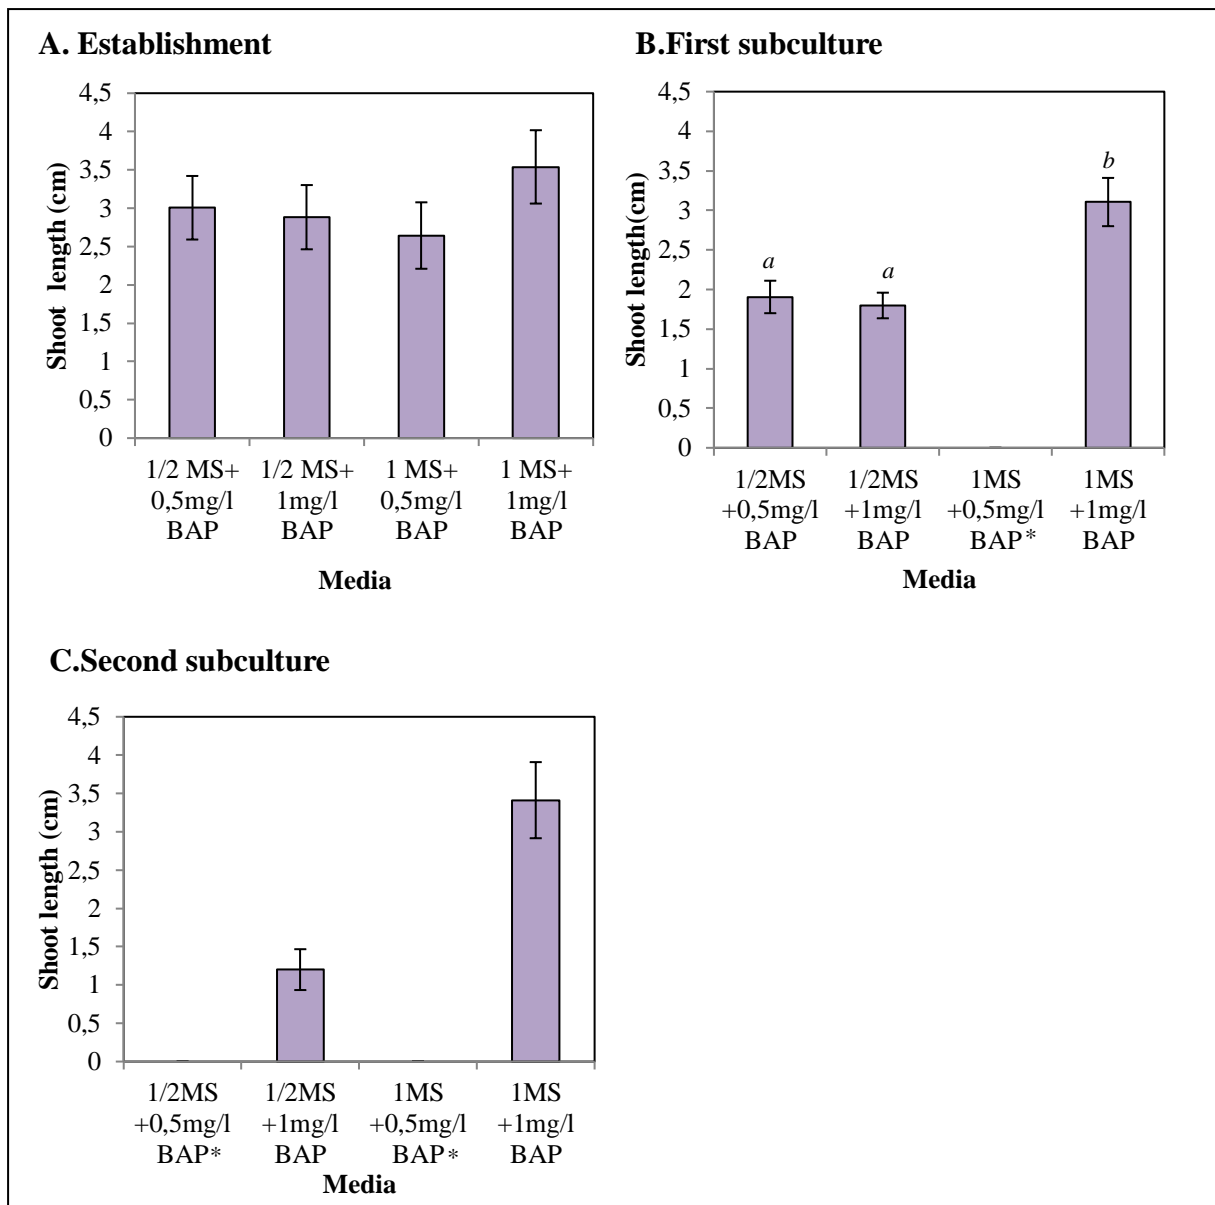 A. Establishment
4,5
4
3,5
3
2,5
2
1,5
1
0,5
0
Shoot length (cm)
1/2 MS+ 1/2 MS+ 1 MS+ 1 MS+
0,5mg/l 1mg/l 0,5mg/l 1mg/l
BAP BAP BAP BAP
Media
B.First subculture
4,5
4
3,5
3
2,5
2
1,5
1
0,5
0
Shoot length(cm)
a a b
1/2MS 1/2MS 1MS 1MS
+0,5mg/l +1mg/l +0,5mg/l +1mg/l
BAP BAP BAP* BAP
Media
C.Second subculture
4,5
4
3,5
3
2,5
2
1,5
1
0,5
0
Shoot length (cm)
1/2MS 1/2MS 1MS 1MS
+0,5mg/l +1mg/l +0,5mg/l +1mg/l
BAP* BAP BAP* BAP
Media